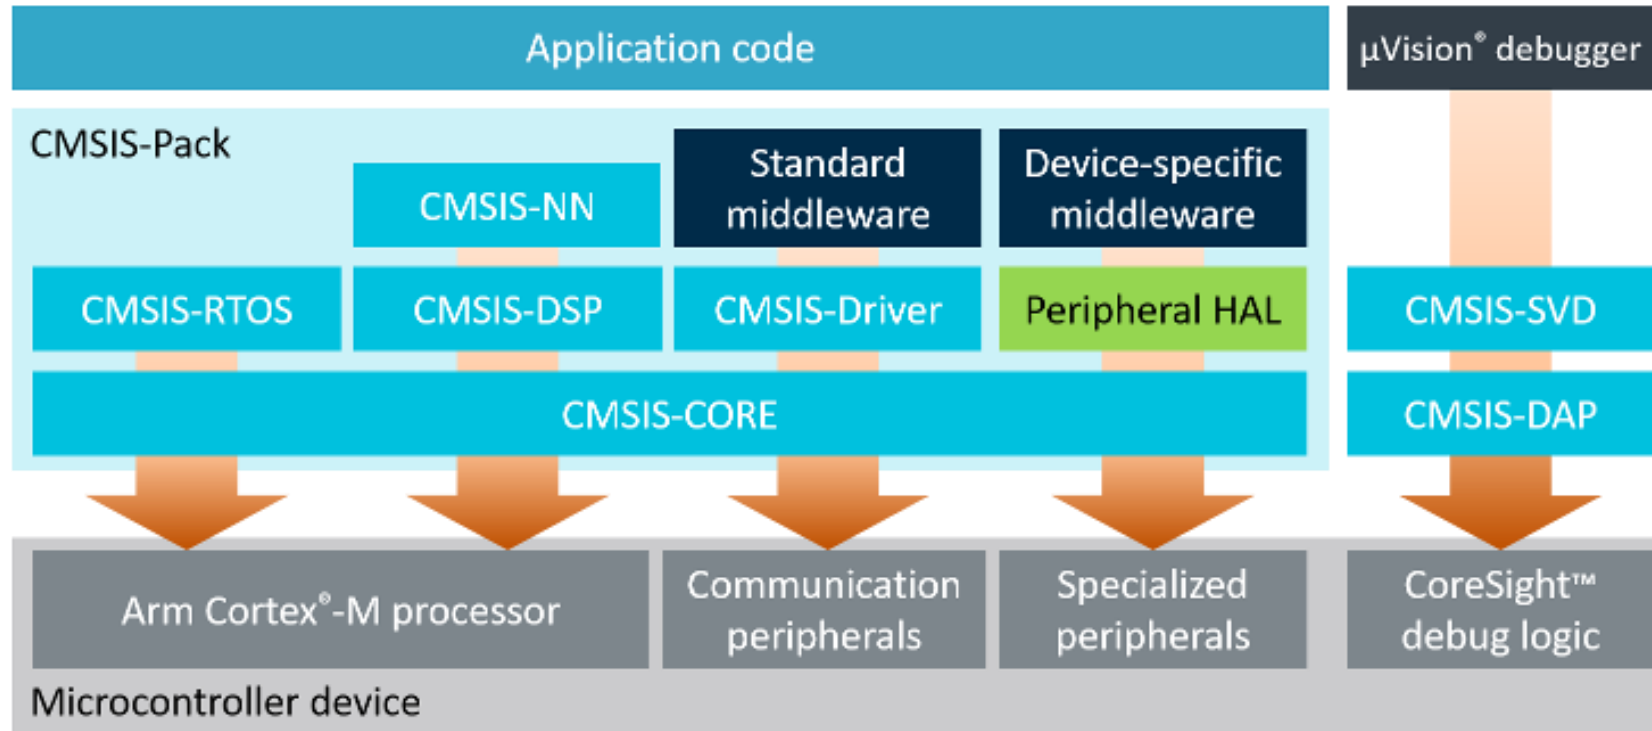 Application code
µVision® debugger
CMSIS-Pack
CMSIS-NN
Standard
middleware
Device-specific
middleware
CMSIS-RTOS
CMSIS-DSP
CMSIS-Driver
Peripheral HAL
CMSIS-SVD
CMSIS-CORE
CMSIS-DAP
Arm Cortex®-M processor
Communication
peripherals
Specialized
peripherals
CoreSight™
debug logic
Microcontroller device